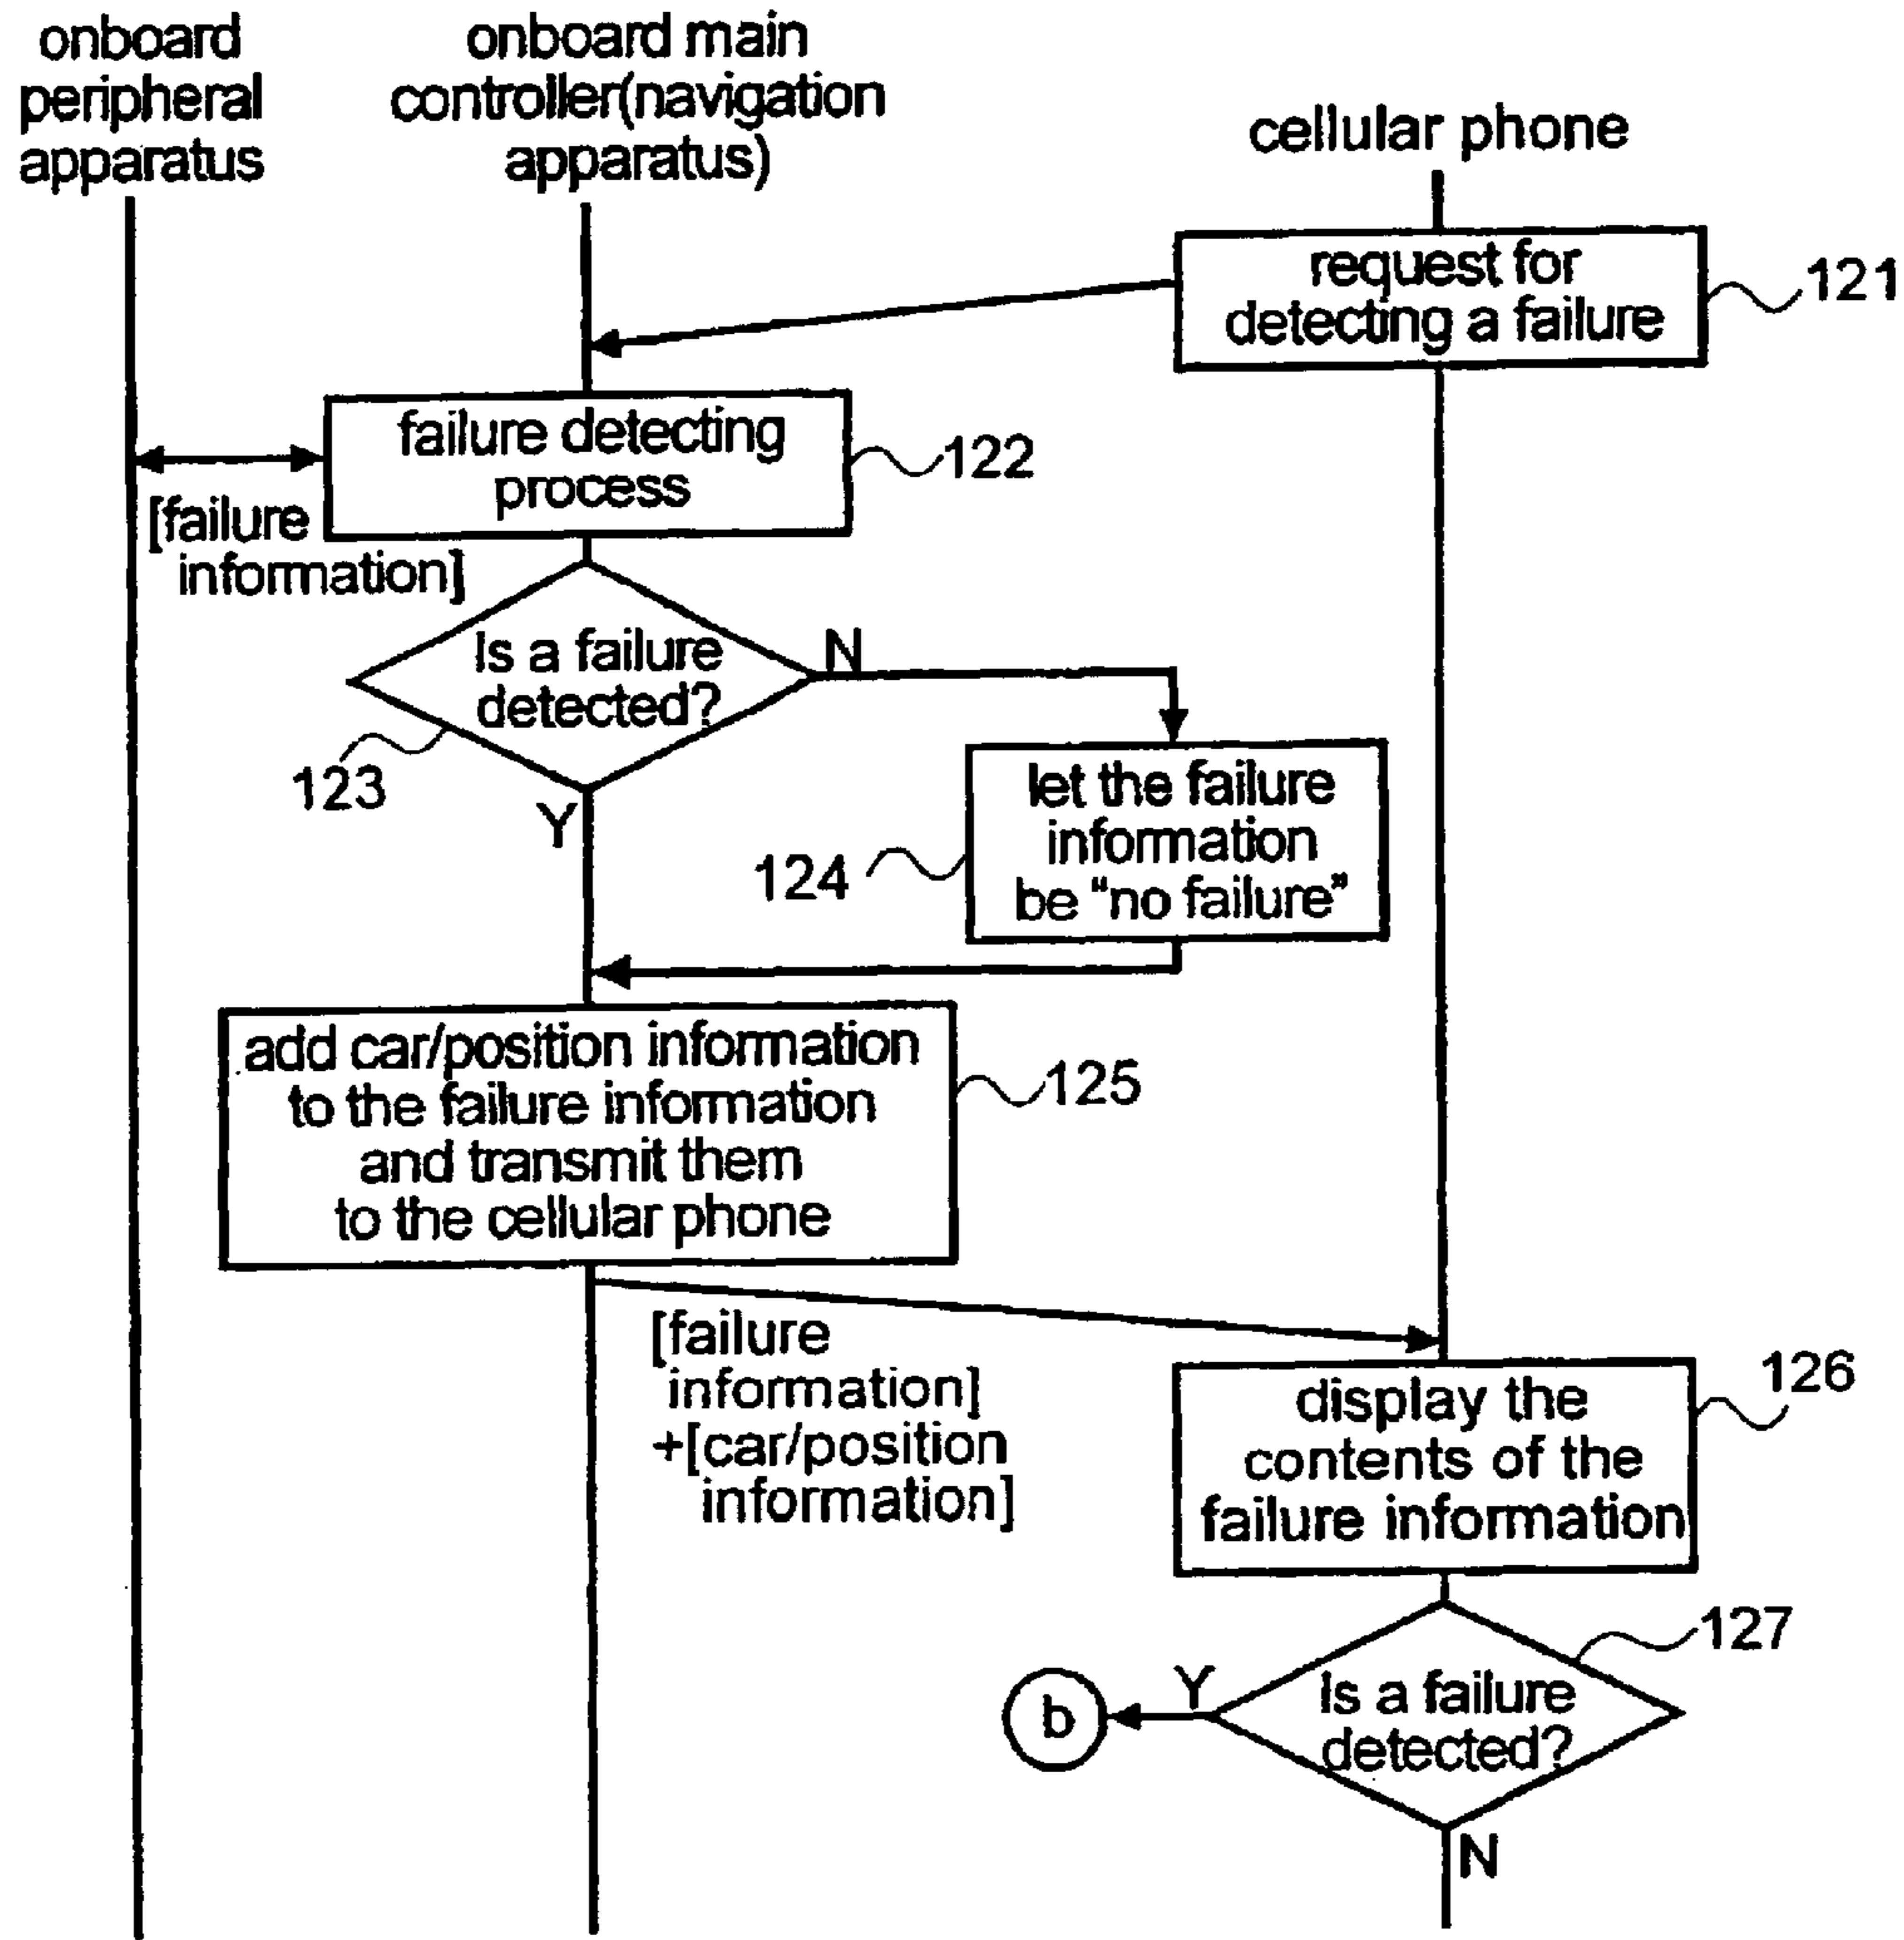 onboard
peripheral
apparatus
onboard main
controller(navigation
apparatus)
cellular phone
request for
detecting a failure
121
failure detecting
process
122
[failure
information]
Is a failure
detected?
N
123
Y
let the failure
information
be “no failure”
124
add car/position information
to the failure information
and transmit them
to the cellular phone
125
[failure
information]
+[car/position
information]
display the
contents of the
failure information
126
127
Is a failure
detected?
Y
b
N